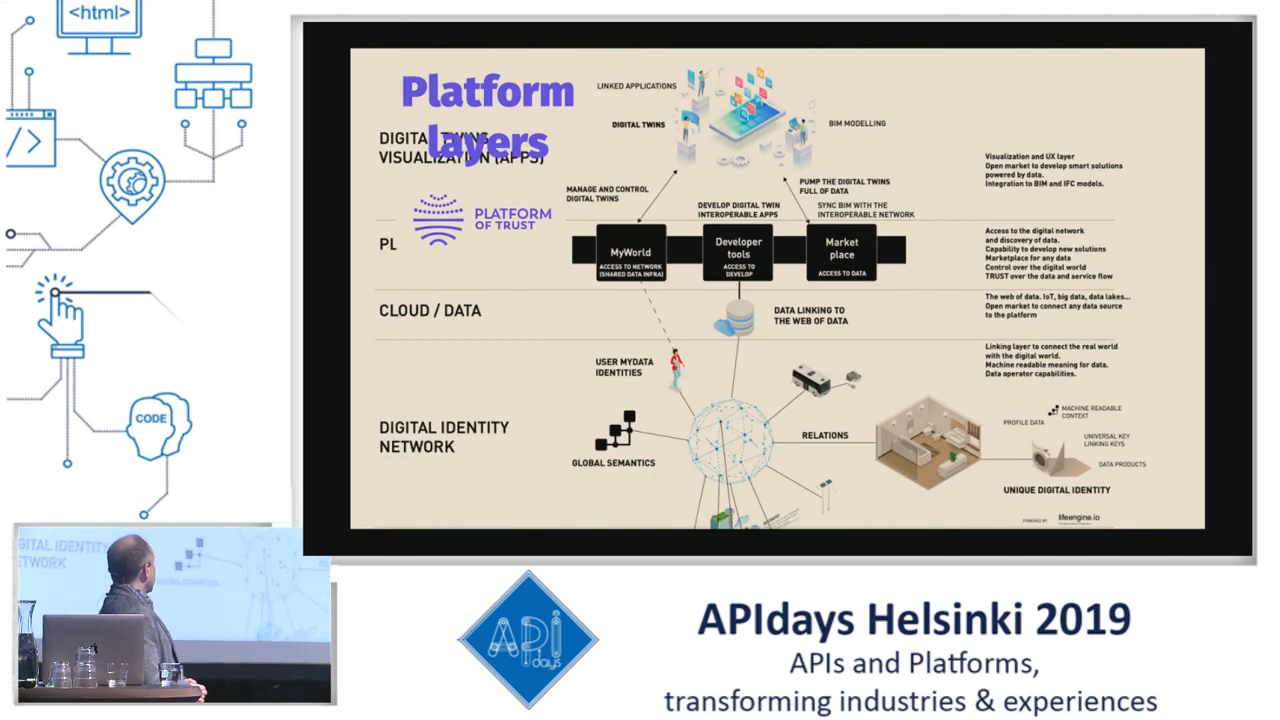 <html>
</>
CODE
Platform
layers
DIGITAL TWINS
VISUALIZATION (APPS)
LINKED APPLICATIONS
DIGITAL TWINS
BIM MODELLING
Visualization and UX layer
Open market to develop smart solutions
powered by data.
Integration to BIM and IFC models.
MANAGE AND CONTROL
DIGITAL TWINS
PUMP THE DIGITAL TWINS
FULL OF DATA
DEVELOP DIGITAL TWIN
INTEROPERABLE APPS
SYNC BIM WITH THE
INTEROPERABLE NETWORK
PLATFORM
OF TRUST
PL
MyWorld
ACCESS TO NETWORK
(SHARED DATA INFRA)
Developer
tools
ACCESS TO
DEVELOP
Market
place
ACCESS TO DATA
Access to the digital network
and discovery of data.
Capability to develop new solutions
Marketplace for any data
Control over the digital world
TRUST over the data and service flow
CLOUD / DATA
DATA LINKING TO
THE WEB OF DATA
The web of data. IoT, big data, data lakes...
Open market to connect any data source
to the platform
USER MYDATA
IDENTITIES
Linking layer to connect the real world
with the digital world.
Machine readable meaning for data.
Data operator capabilities.
DIGITAL IDENTITY
NETWORK
GLOBAL SEMANTICS
RELATIONS
MACHINE READABLE
CONTEXT
PROFILE DATA
UNIVERSAL KEY
LINKING KEYS
DATA PRODUCTS
UNIQUE DIGITAL IDENTITY
POWERED BY
lifeengine.io
GITAL IDENTITY
TWORK
API
days
APIdays Helsinki 2019
APIs and Platforms,
transforming industries & experiences